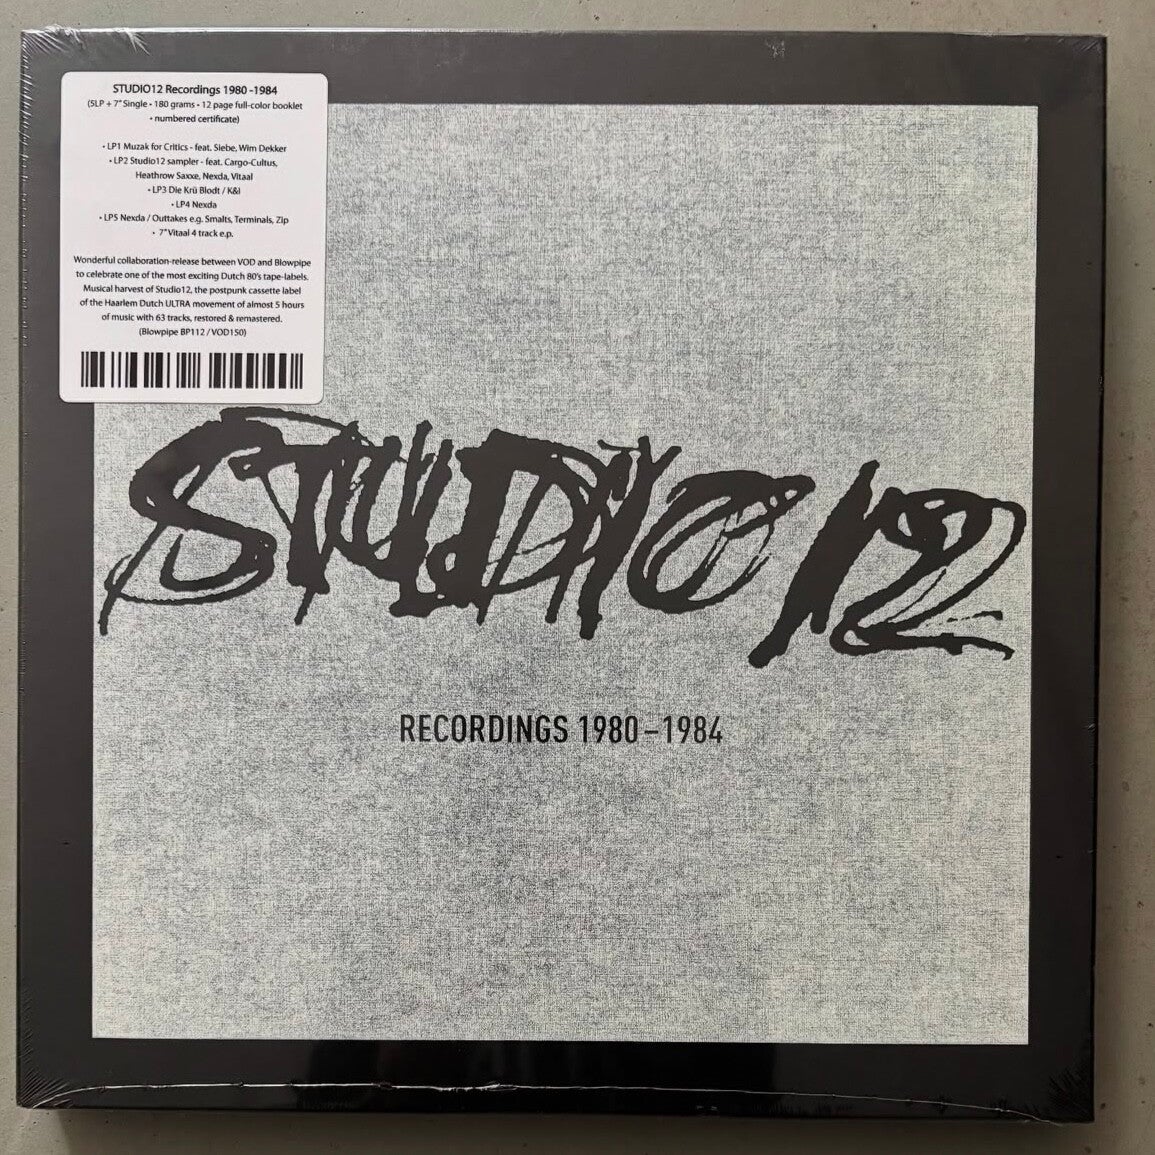 STUDIO12 Recordings 1980 -1984
(5LP + 7" Single • 180 grams • 12 page full-color booklet
• numbered certificate)
• LP1 Muzak for Critics - feat. Siebe, Wim Dekker
• LP2 Studio12 sampler - feat. Cargo-Cultus,
Heathrow Saxxe, Nexda, Vitaal
• LP3 Die Krü Blodt / K&I
• LP4 Nexda
• LP5 Nexda / Outtakes e.g. Smalts, Terminals, Zip
• 7" Vitaal 4 track e.p.
Wonderful collaboration-release between VOD and Blowpipe
to celebrate one of the most exciting Dutch 80's tape-labels.
Musical harvest of Studio12, the postpunk cassette label
of the Haarlem Dutch ULTRA movement of almost 5 hours
of music with 63 tracks, restored & remastered.
(Blowpipe BP112 / VOD150)
STUDIO 12
RECORDINGS 1980–1984